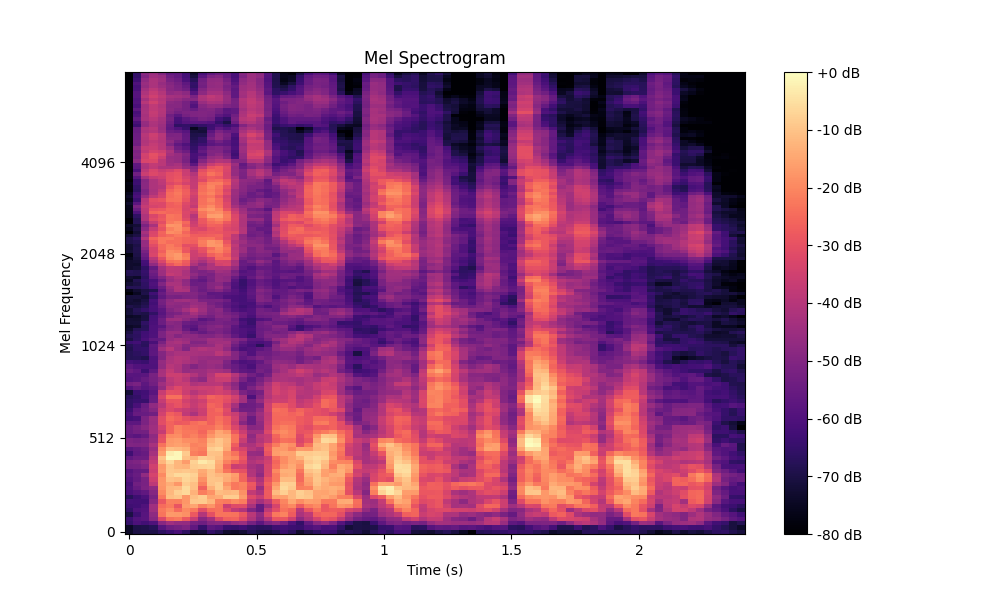 Mel Spectrogram
+0 dB
-10 dB
-20 dB
-30 dB
-40 dB
-50 dB
-60 dB
-70 dB
-80 dB
Mel Frequency
4096
2048
1024
512
0
0
0.5
1
1.5
2
Time (s)